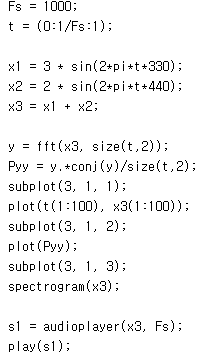 Fs = 1000;
t = (0:1/Fs:1);
x1 = 3 * sin(2*pi*t*330);
x2 = 2 * sin(2*pi*t*440);
x3 = x1 + x2;
y = fft(x3, size(t,2));
Pyy = y.*conj(y)/size(t,2);
subplot(3, 1, 1);
plot(t(1:100), x3(1:100));
subplot(3, 1, 2);
plot(Pyy);
subplot(3, 1, 3);
spectrogram(x3);
s1 = audioplayer(x3, Fs);
play(s1);